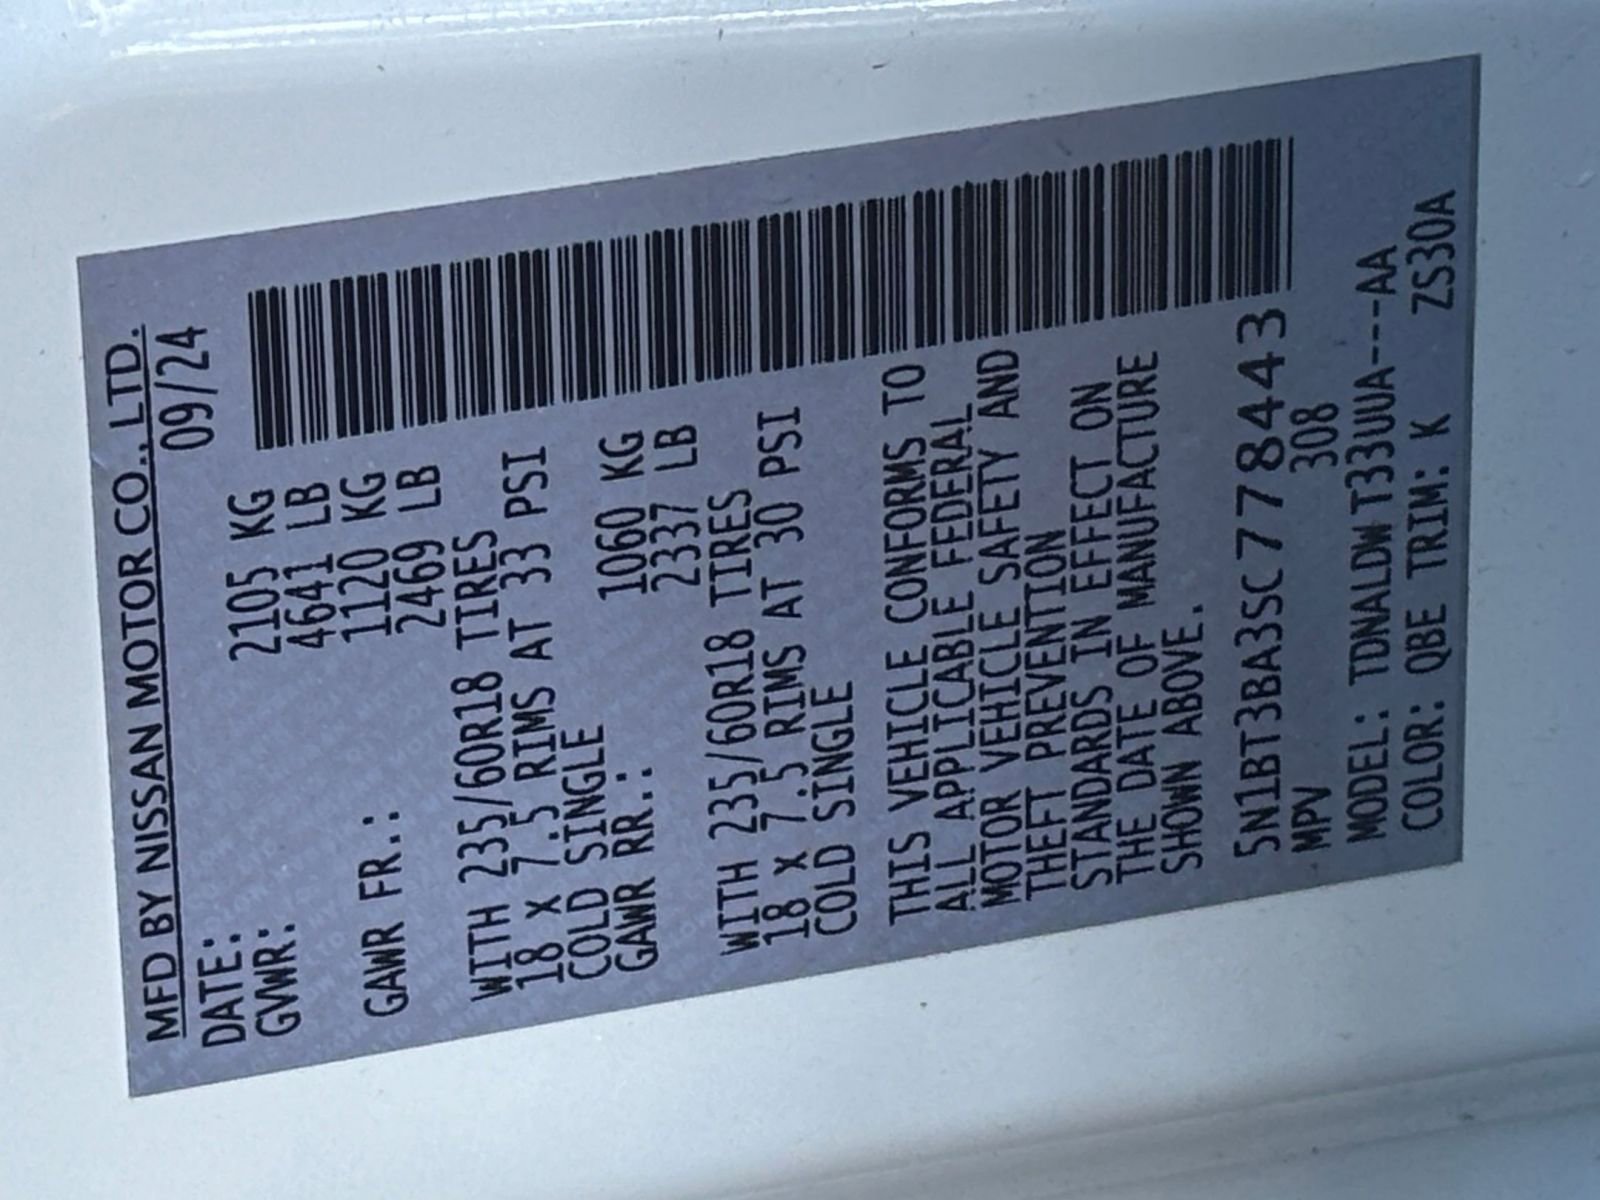 MFD BY NISSAN MOTOR CO., LTD.
DATE: 09/24
GVWR: 2105 KG
4641 LB
GAWR FR.: 1120 KG
2469 LB
WITH 235/60R18 TIRES
18 X 7.5 RIMS AT 33 PSI
COLD SINGLE
GAWR RR.: 1060 KG
2337 LB
WITH 235/60R18 TIRES
18 X 7.5 RIMS AT 30 PSI
COLD SINGLE
THIS VEHICLE CONFORMS TO
ALL APPLICABLE FEDERAL
MOTOR VEHICLE SAFETY AND
THEFT PREVENTION
STANDARDS IN EFFECT ON
THE DATE OF MANUFACTURE
SHOWN ABOVE.
5N1BT3BA3SC778443
MPV 308
MODEL: TDNALDW T33UUA---AA
COLOR: QBE TRIM: K ZS30A